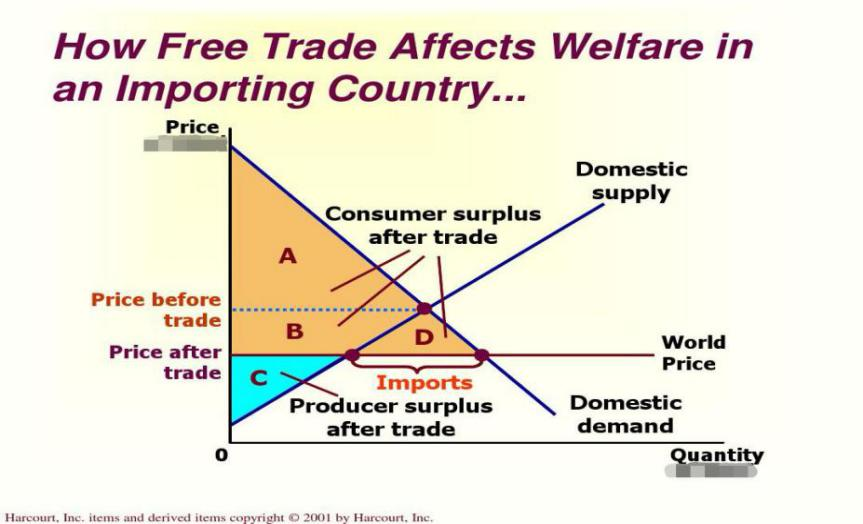 How Free Trade Affects Welfare in
an Importing Country...
Price
Domestic
supply
Consumer surplus
after trade
A
Price before
trade
B
D
World
Price
Price after
trade
C
Imports
Producer surplus
after trade
Domestic
demand
0
Quantity
Harcourt, Inc. items and derived items copyright © 2001 by Harcourt, Inc.